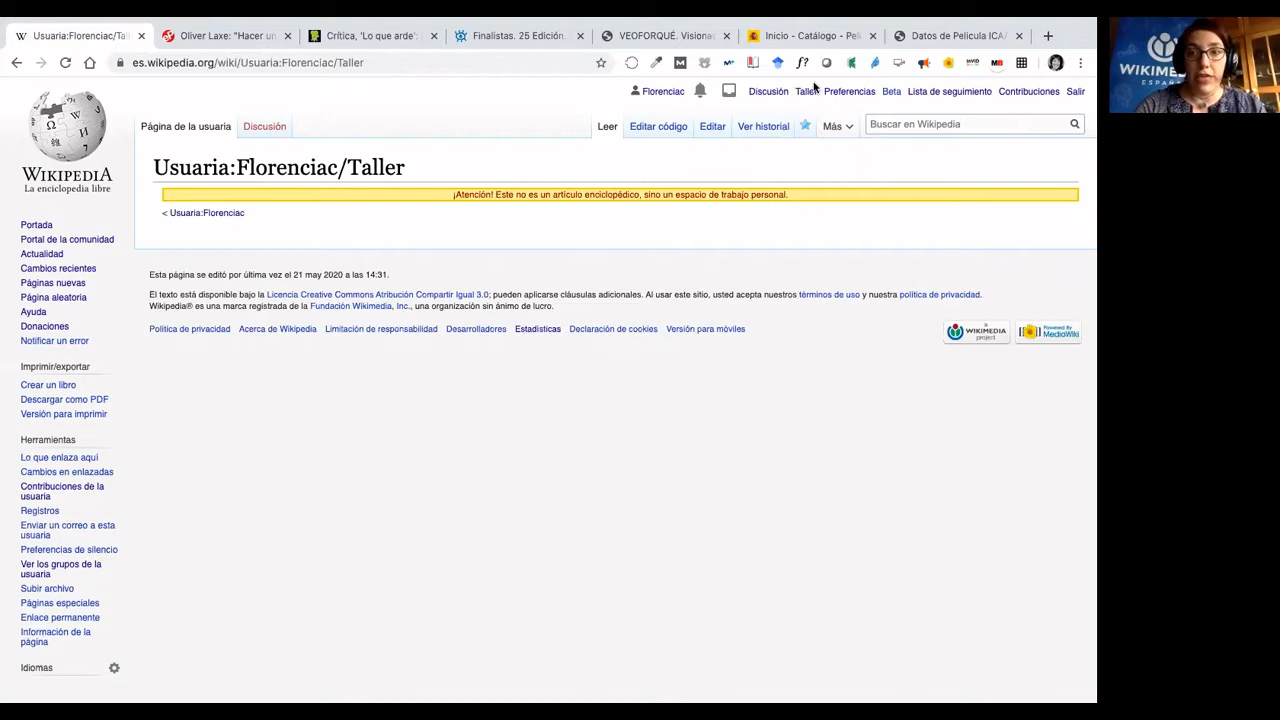 Usuaria:Florenciac/Tal
Oliver Laxe: "Hacer un
Crítica, 'Lo que arde':
Finalistas. 25 Edición.
VEOFORQUÉ. Visiona
Inicio - Catálogo - Pel
Datos de Película ICA
es.wikipedia.org/wiki/Usuaria:Florenciac/Taller
WIKIMEDIA
ESPAÑA
Florenciac
Discusión
Taller
Preferencias
Beta
Lista de seguimiento
Contribuciones
Salir
Página de la usuaria
Discusión
Leer
Editar código
Editar
Ver historial
Más
Buscar en Wikipedia
WIKIPEDIA
La enciclopedia libre
Usuaria:Florenciac/Taller
¡Atención! Este no es un artículo enciclopédico, sino un espacio de trabajo personal.
< Usuaria:Florenciac
Portada
Portal de la comunidad
Actualidad
Cambios recientes
Páginas nuevas
Página aleatoria
Ayuda
Donaciones
Notificar un error
Imprimir/exportar
Crear un libro
Descargar como PDF
Versión para imprimir
Herramientas
Lo que enlaza aquí
Cambios en enlazadas
Contribuciones de la
usuaria
Registros
Enviar un correo a esta
usuaria
Preferencias de silencio
Ver los grupos de la
usuaria
Subir archivo
Páginas especiales
Enlace permanente
Información de la
página
Idiomas
Esta página se editó por última vez el 21 may 2020 a las 14:31.
El texto está disponible bajo la Licencia Creative Commons Atribución Compartir Igual 3.0; pueden aplicarse cláusulas adicionales. Al usar este sitio, usted acepta nuestros términos de uso y nuestra política de privacidad.
Wikipedia® es una marca registrada de la Fundación Wikimedia, Inc., una organización sin ánimo de lucro.
Política de privacidad
Acerca de Wikipedia
Limitación de responsabilidad
Desarrolladores
Estadísticas
Declaración de cookies
Versión para móviles
A
WIKIMEDIA
project
Powered By
MediaWiki